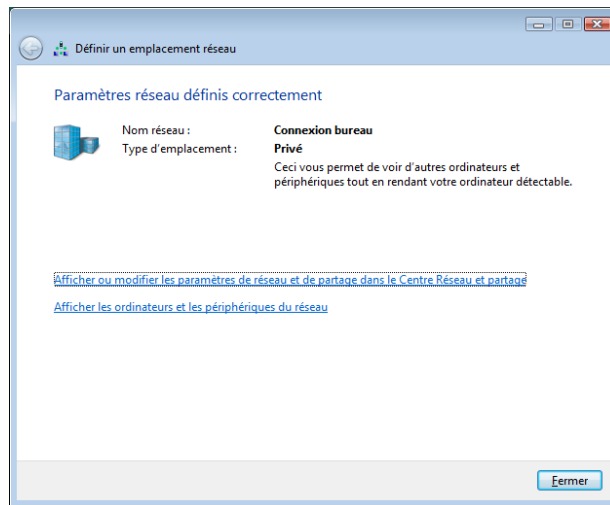 Définir un emplacement réseau
Paramètres réseau définis correctement
Nom réseau : Connexion bureau
Type d'emplacement : Privé
Ceci vous permet de voir d'autres ordinateurs et
périphériques tout en rendant votre ordinateur détectable.
Afficher ou modifier les paramètres de réseau et de partage dans le Centre Réseau et partage
Afficher les ordinateurs et les périphériques du réseau
Fermer